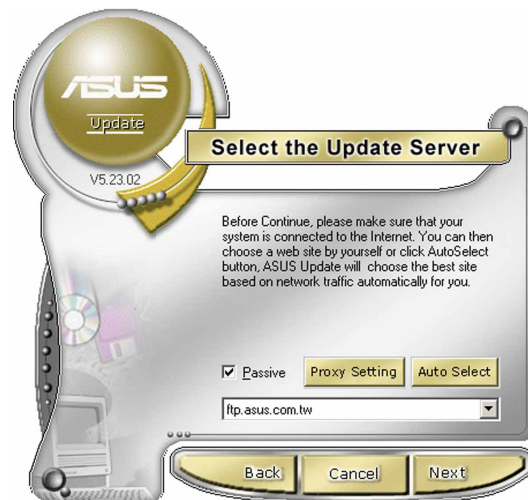 ASUS
Update
V5.23.02
Select the Update Server
Before Continue, please make sure that your
system is connected to the Internet. You can then
choose a web site by yourself or click AutoSelect
button, ASUS Update will choose the best site
based on network traffic automatically for you.
Passive
Proxy Setting
Auto Select
ftp.asus.com.tw
Back
Cancel
Next